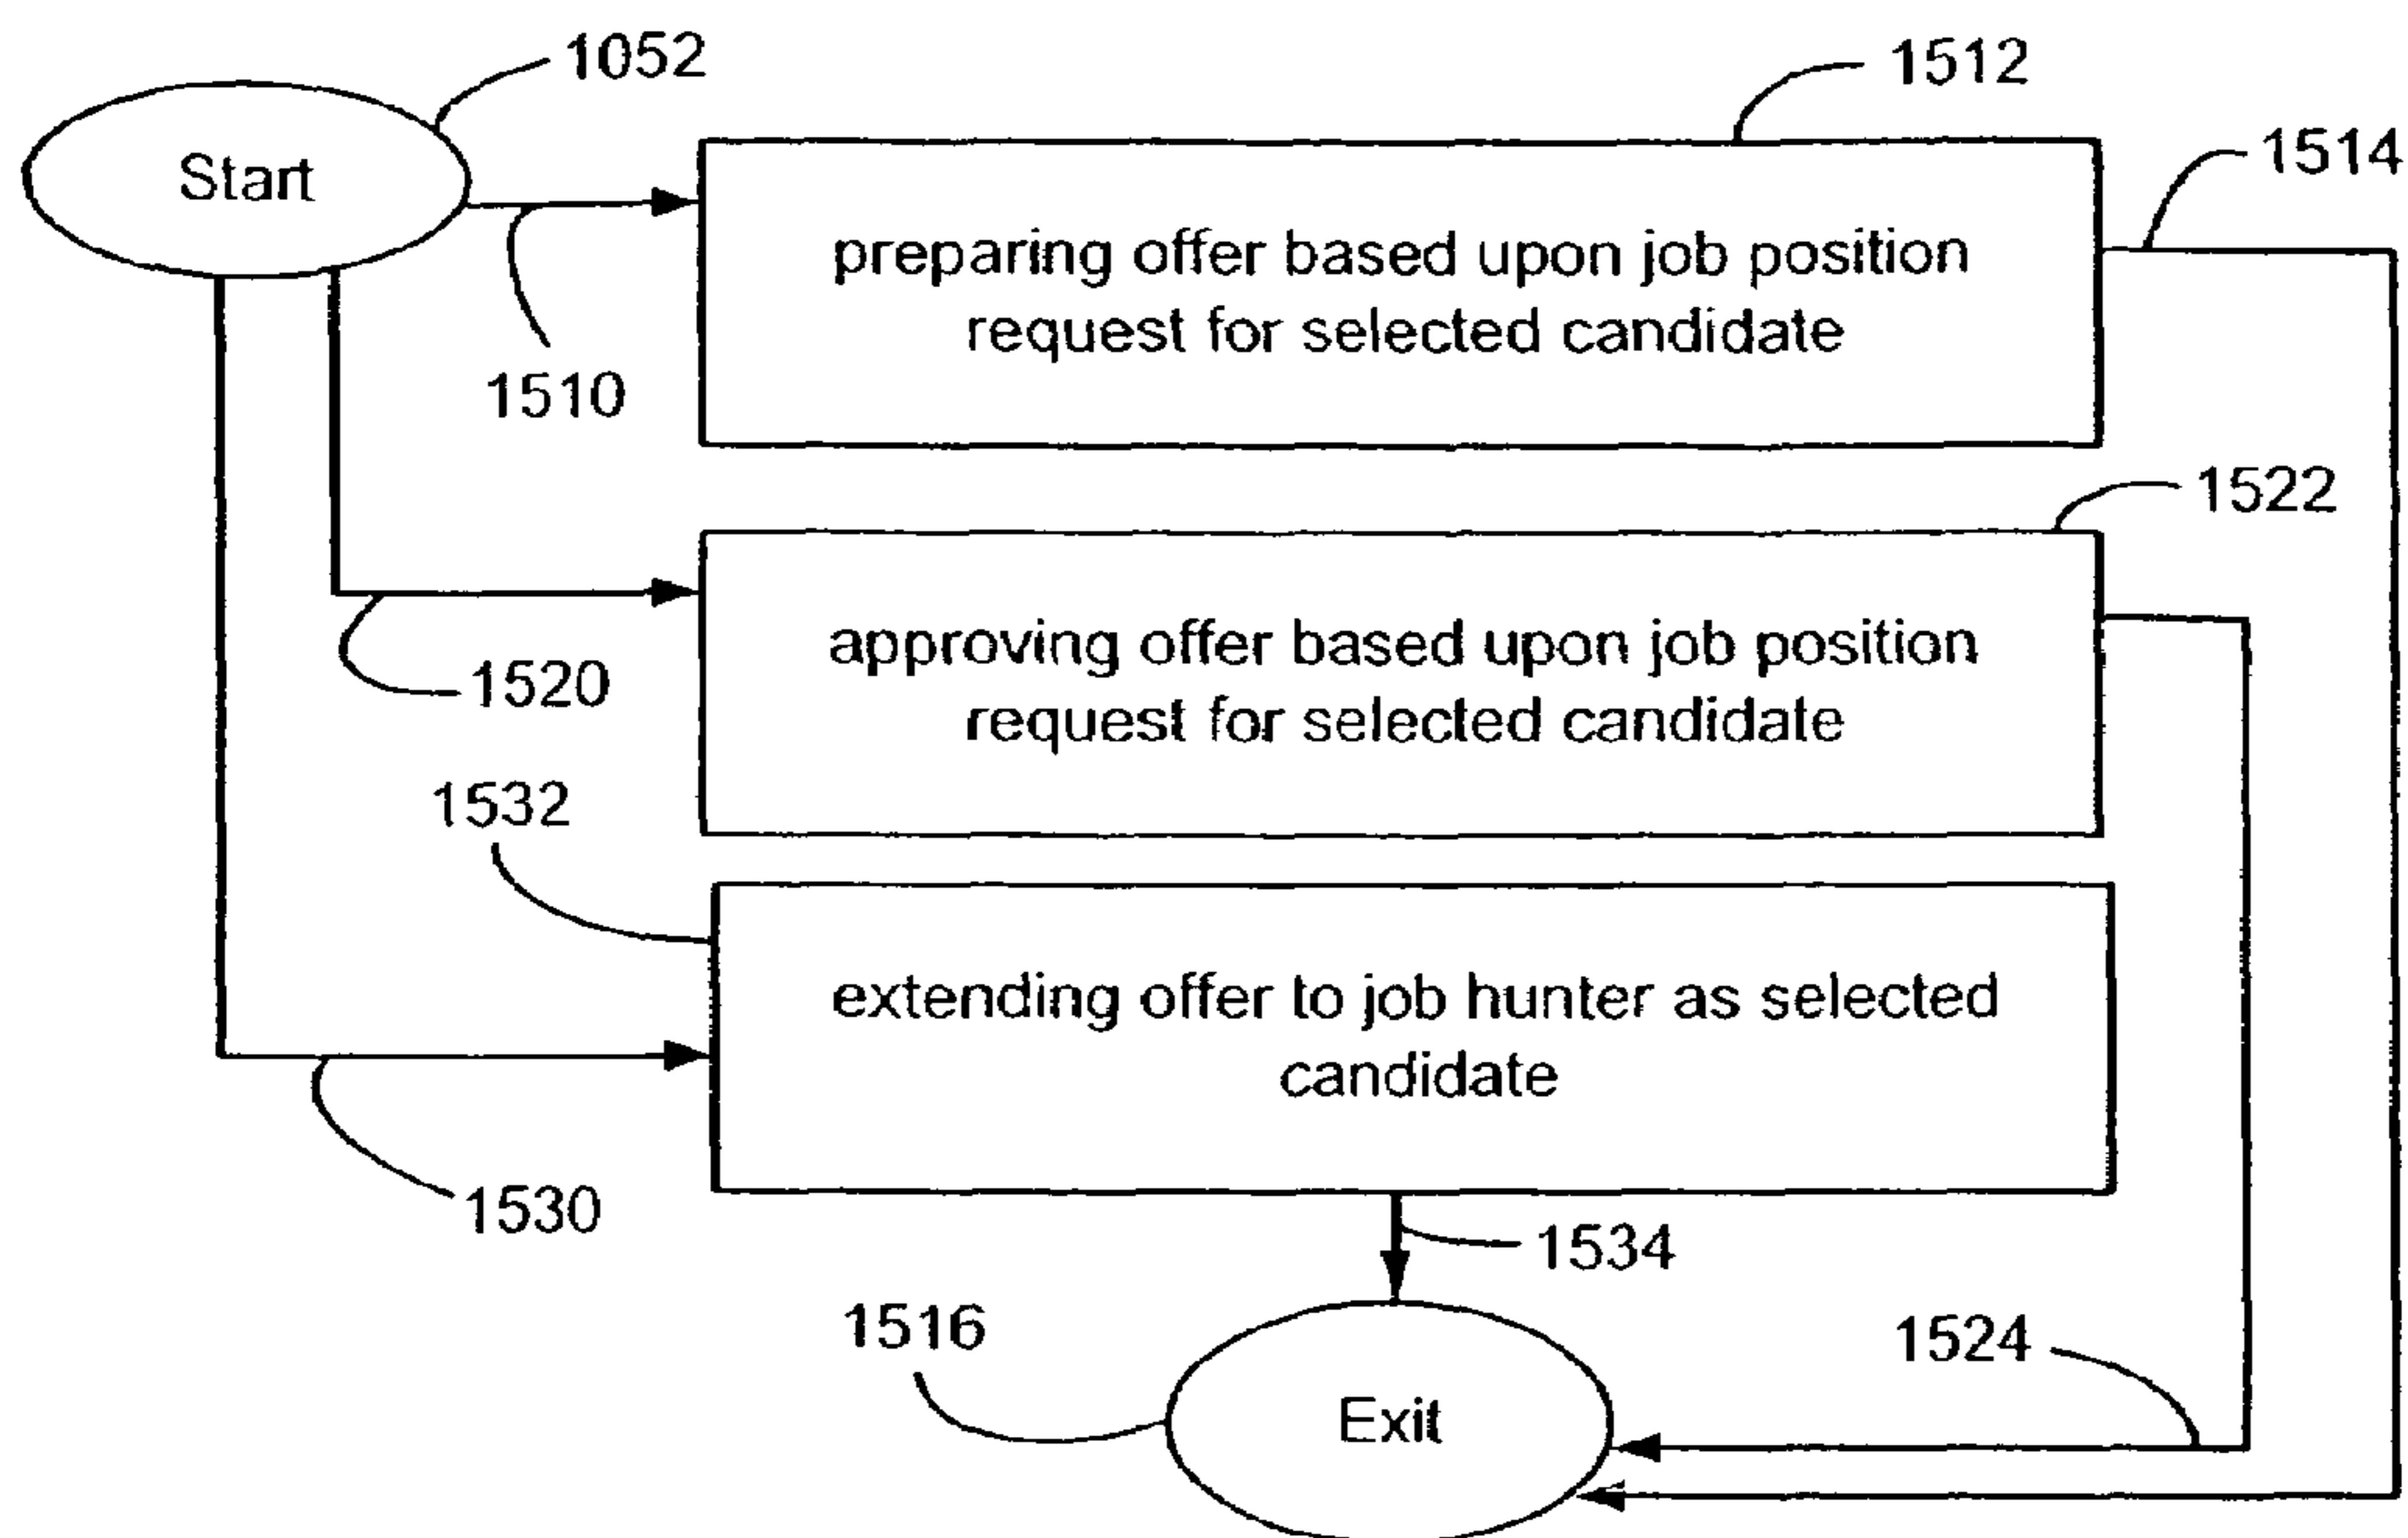 1052
Start
1512
1514
preparing offer based upon job position
request for selected candidate
1510
1522
approving offer based upon job position
request for selected candidate
1520
1532
extending offer to job hunter as selected
candidate
1530
1534
1516
Exit
1524